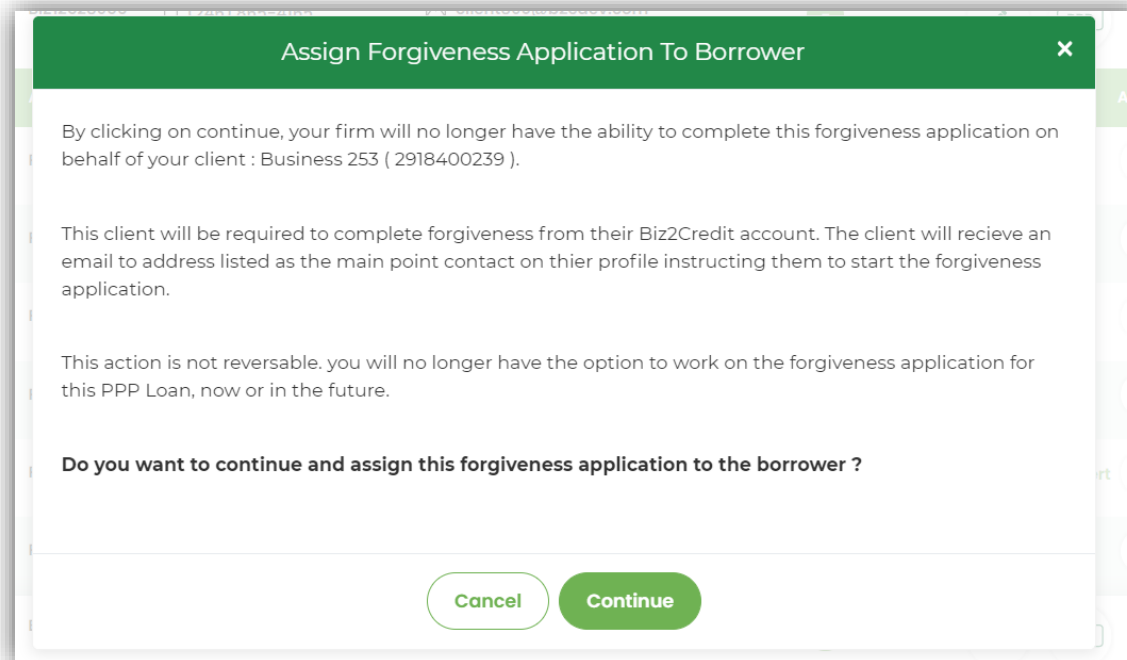 Assign Forgiveness Application To Borrower
×
By clicking on continue, your firm will no longer have the ability to complete this forgiveness application on
behalf of your client : Business 253 ( 2918400239 ).
This client will be required to complete forgiveness from their Biz2Credit account. The client will recieve an
email to address listed as the main point contact on thier profile instructing them to start the forgiveness
application.
This action is not reversable. you will no longer have the option to work on the forgiveness application for
this PPP Loan, now or in the future.
Do you want to continue and assign this forgiveness application to the borrower ?
Cancel
Continue